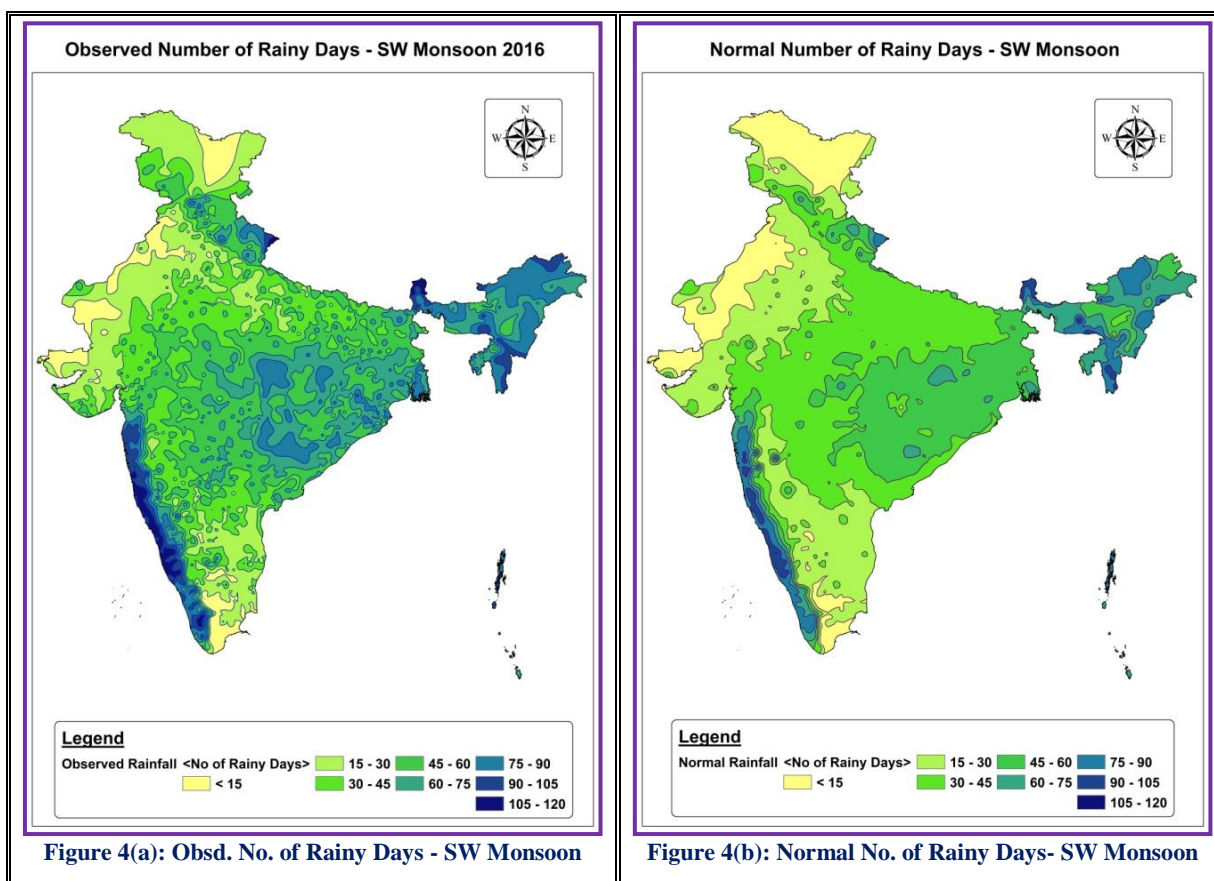 Observed Number of Rainy Days - SW Monsoon 2016
N
W E
S
Legend
Observed Rainfall <No of Rainy Days> 15 - 30 45 - 60 75 - 90
< 15 30 - 45 60 - 75 90 - 105
105 - 120
Figure 4(a): Obsd. No. of Rainy Days - SW Monsoon
Normal Number of Rainy Days - SW Monsoon
N
W E
S
Legend
Normal Rainfall <No of Rainy Days> 15 - 30 45 - 60 75 - 90
< 15 30 - 45 60 - 75 90 - 105
105 - 120
Figure 4(b): Normal No. of Rainy Days- SW Monsoon